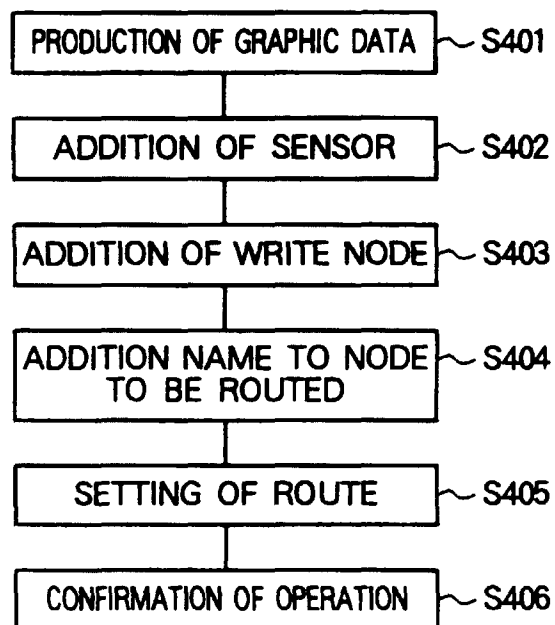 PRODUCTION OF GRAPHIC DATA S401
ADDITION OF SENSOR S402
ADDITION OF WRITE NODE S403
ADDITION NAME TO NODE S404
TO BE ROUTED
SETTING OF ROUTE S405
CONFIRMATION OF OPERATION S406